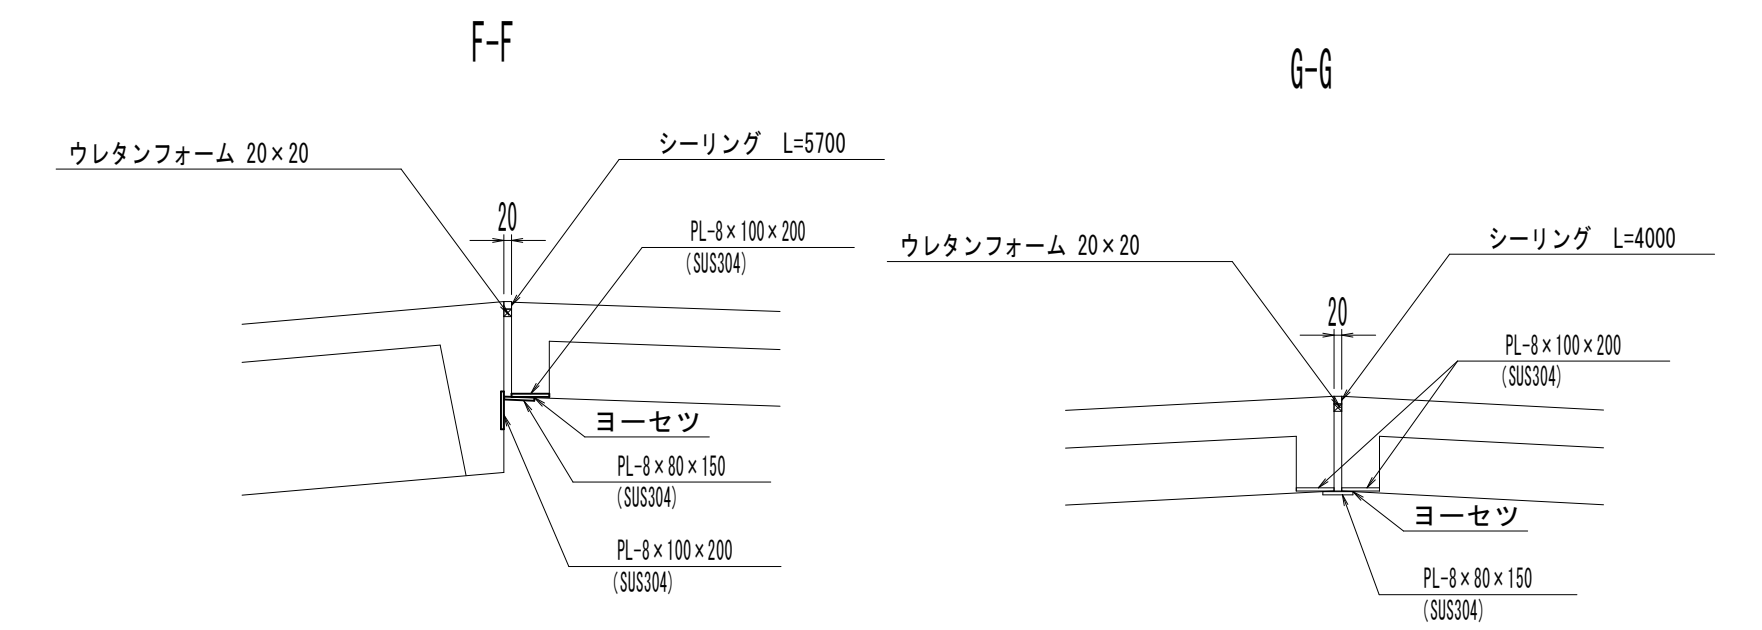 F-F
ウレタンフォーム 20×20
シーリング L=5700
20
PL-8×100×200
(SUS304)
ヨーセツ
PL-8×80×150
(SUS304)
PL-8×100×200
(SUS304)
G-G
ウレタンフォーム 20×20
シーリング L=4000
20
PL-8×100×200
(SUS304)
ヨーセツ
PL-8×80×150
(SUS304)